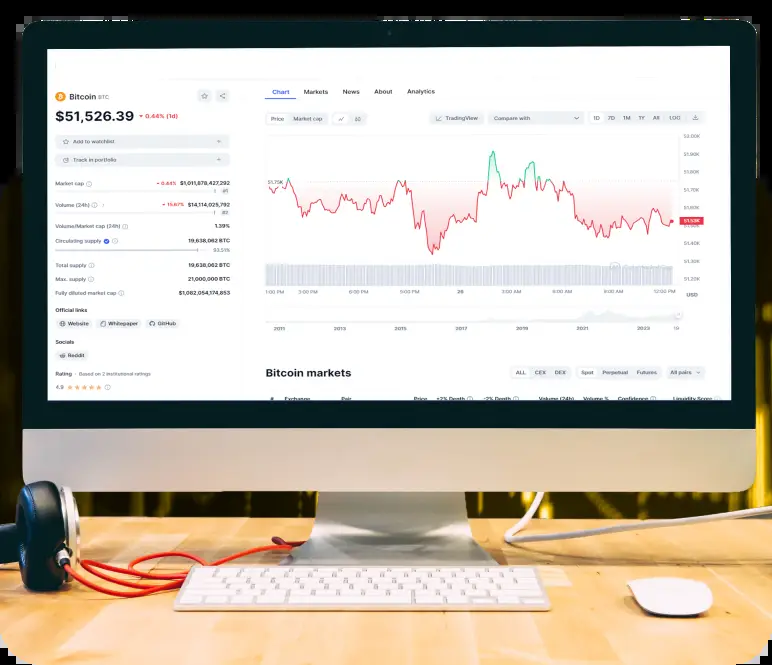 Bitcoin BTC
$51,526.39 0.44% (1d)
Add to watchlist
Track in portfolio
Market cap 0.44% $1,011,878,427,292
#1
Volume (24h) 15.67% $14,114,025,792
#2
Volume/Market cap (24h) 1.39%
Circulating supply 19,638,062 BTC
93.51%
Total supply 19,638,062 BTC
Max. supply 21,000,000 BTC
Fully diluted market cap $1,082,054,174,853
Official links
Website Whitepaper GitHub
Socials
Reddit
Rating · Based on 2 institutional ratings
4.9
Chart Markets News About Analytics
Price Market cap TradingView Compare with 1D 7D 1M 1Y All LOG
52.00K
51.90K
51.80K
51.75K
51.70K
51.60K
51.53K
51.40K
51.30K
51.20K
1:00 PM 3:00 PM 6:00 PM 9:00 PM 26 3:00 AM 6:00 AM 9:00 AM 12:00 PM USD
2011 2013 2015 2017 2019 2021 2023
Bitcoin markets
ALL CEX DEX Spot Perpetual Futures All pairs
# Exchange Pair Price +2% Depth -2% Depth Volume (24h) Volume % Confidence Liquidity Score